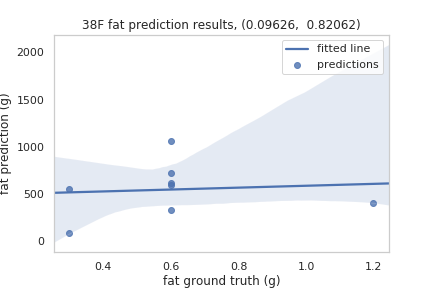 38F fat prediction results, (0.09626,  0.82062)
fitted line
predictions
fat prediction (g)
2000
1500
1000
500
0
0.4 0.6 0.8 1.0 1.2
fat ground truth (g)